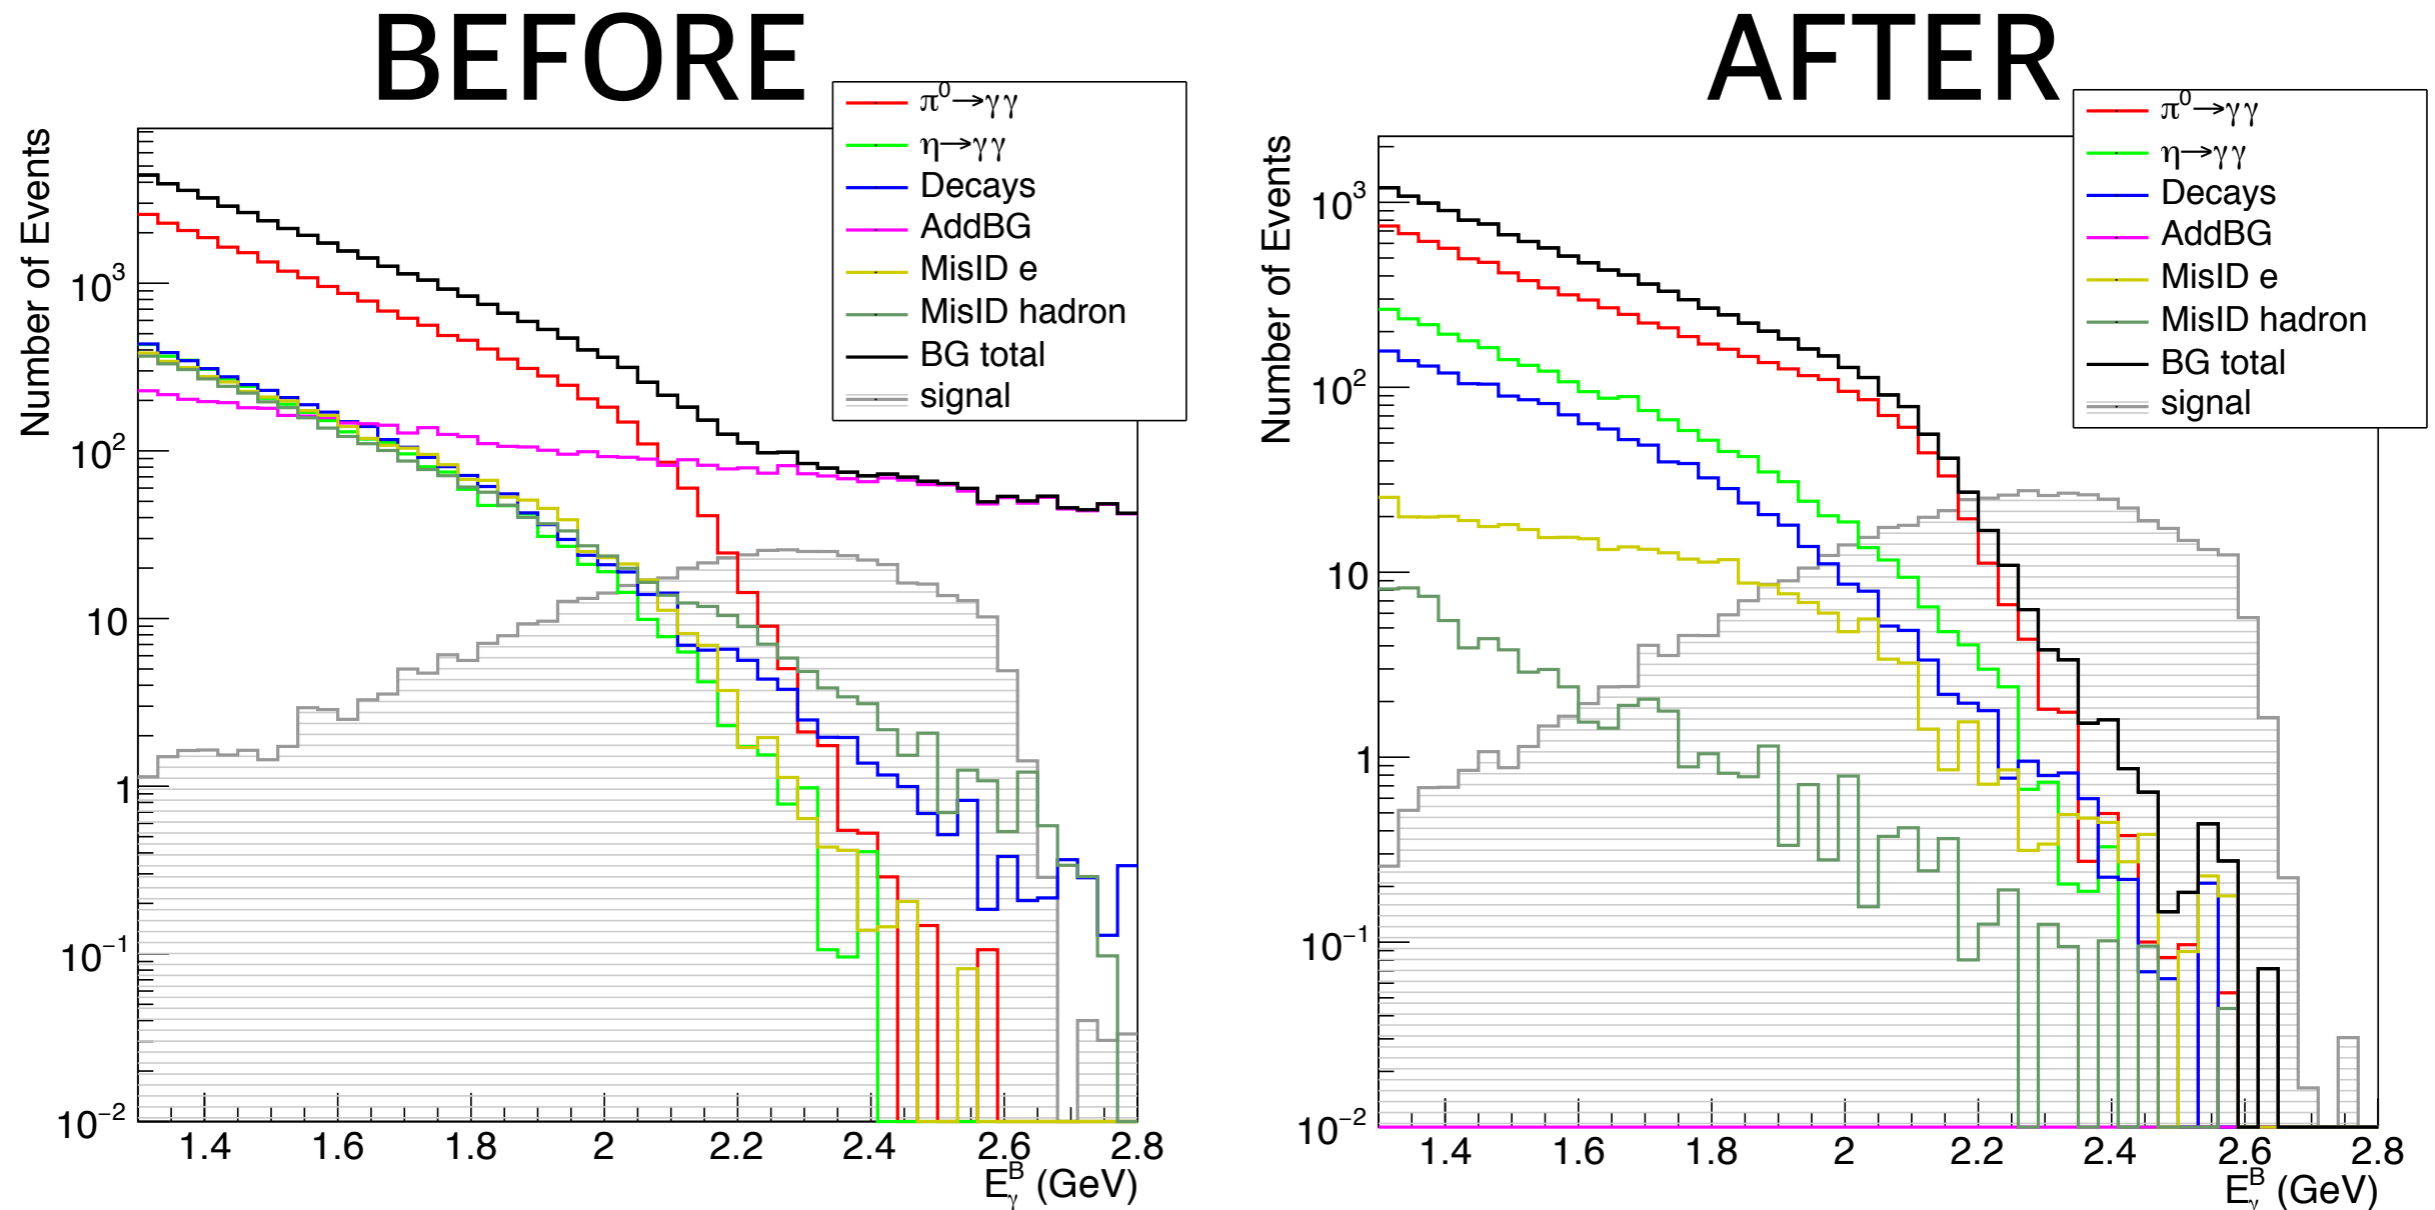 BEFORE
AFTER
π⁰→γγ
η→γγ
Decays
AddBG
MisID e
MisID hadron
BG total
signal
Number of Events
10³
10²
10
1
10⁻¹
10⁻²
1.4 1.6 1.8 2 2.2 2.4 2.6 2.8
E_γ^B (GeV)
π⁰→γγ
η→γγ
Decays
AddBG
MisID e
MisID hadron
BG total
signal
Number of Events
10³
10²
10
1
10⁻¹
10⁻²
1.4 1.6 1.8 2 2.2 2.4 2.6 2.8
E_γ^B (GeV)